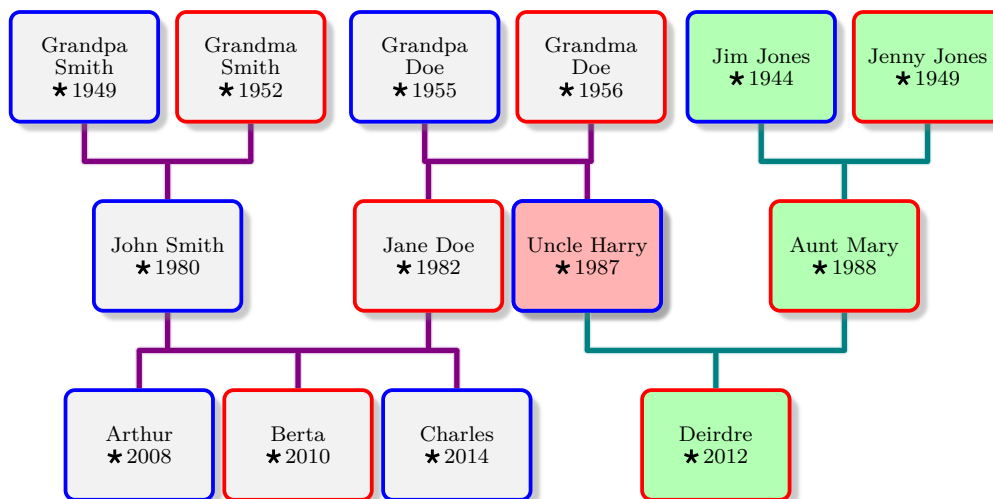 Grandpa
Smith
★1949
Grandma
Smith
★1952
Grandpa
Doe
★1955
Grandma
Doe
★1956
Jim Jones
★1944
Jenny Jones
★1949
John Smith
★1980
Jane Doe
★1982
Uncle Harry
★1987
Aunt Mary
★1988
Arthur
★2008
Berta
★2010
Charles
★2014
Deirdre
★2012